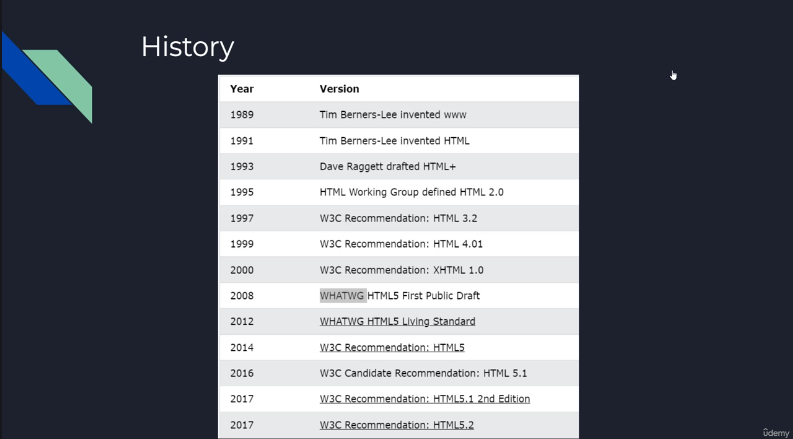 History
Year Version
1989 Tim Berners-Lee invented www
1991 Tim Berners-Lee invented HTML
1993 Dave Raggett drafted HTML+
1995 HTML Working Group defined HTML 2.0
1997 W3C Recommendation: HTML 3.2
1999 W3C Recommendation: HTML 4.01
2000 W3C Recommendation: XHTML 1.0
2008 WHATWG HTML5 First Public Draft
2012 WHATWG HTML5 Living Standard
2014 W3C Recommendation: HTML5
2016 W3C Candidate Recommendation: HTML 5.1
2017 W3C Recommendation: HTML5.1 2nd Edition
2017 W3C Recommendation: HTML5.2
ûdemy